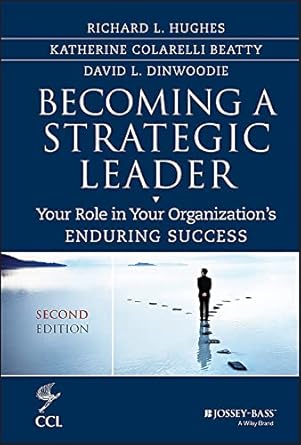 RICHARD L. HUGHES
KATHERINE COLARELLI BEATTY
DAVID L. DINWOODIE
BECOMING A
STRATEGIC
LEADER
Your Role in Your Organization's
ENDURING SUCCESS
SECOND
EDITION
CCL
JOSSEY-BASS™
A Wiley Brand